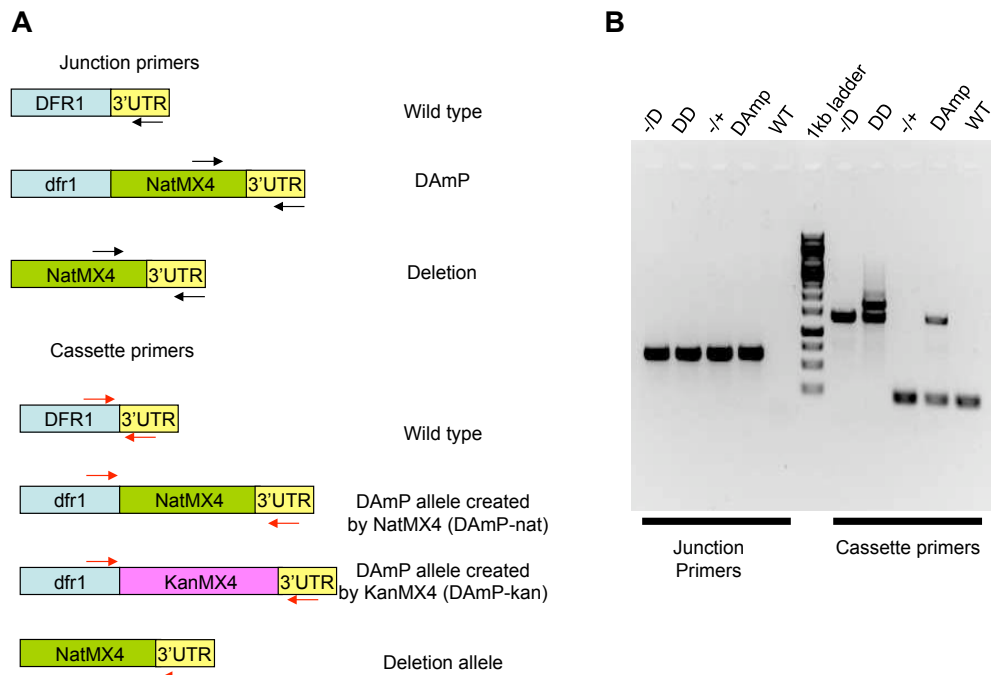 A
Junction primers
DFR1 3'UTR
Wild type
dfr1 NatMX4 3'UTR
DAmP
NatMX4 3'UTR
Deletion
Cassette primers
DFR1 3'UTR
Wild type
dfr1 NatMX4 3'UTR
DAmP allele created
by NatMX4 (DAmP-nat)
dfr1 KanMX4 3'UTR
DAmP allele created
by KanMX4 (DAmP-kan)
NatMX4 3'UTR
Deletion allele
B
-/D DD -/+ DAmp WT 1kb ladder -/D DD -/+ DAmp WT
Junction
Primers
Cassette primers